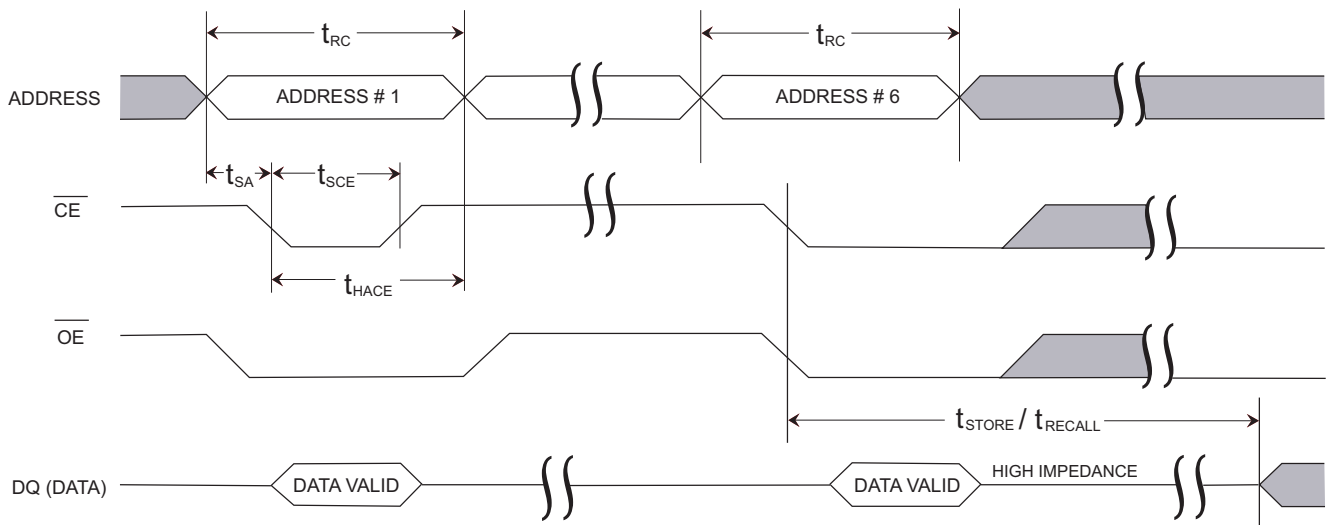 tRC
tRC
ADDRESS
ADDRESS # 1
ADDRESS # 6
tSA
tSCE
CE
tHACE
OE
tSTORE / tRECALL
DQ (DATA)
DATA VALID
DATA VALID
HIGH IMPEDANCE